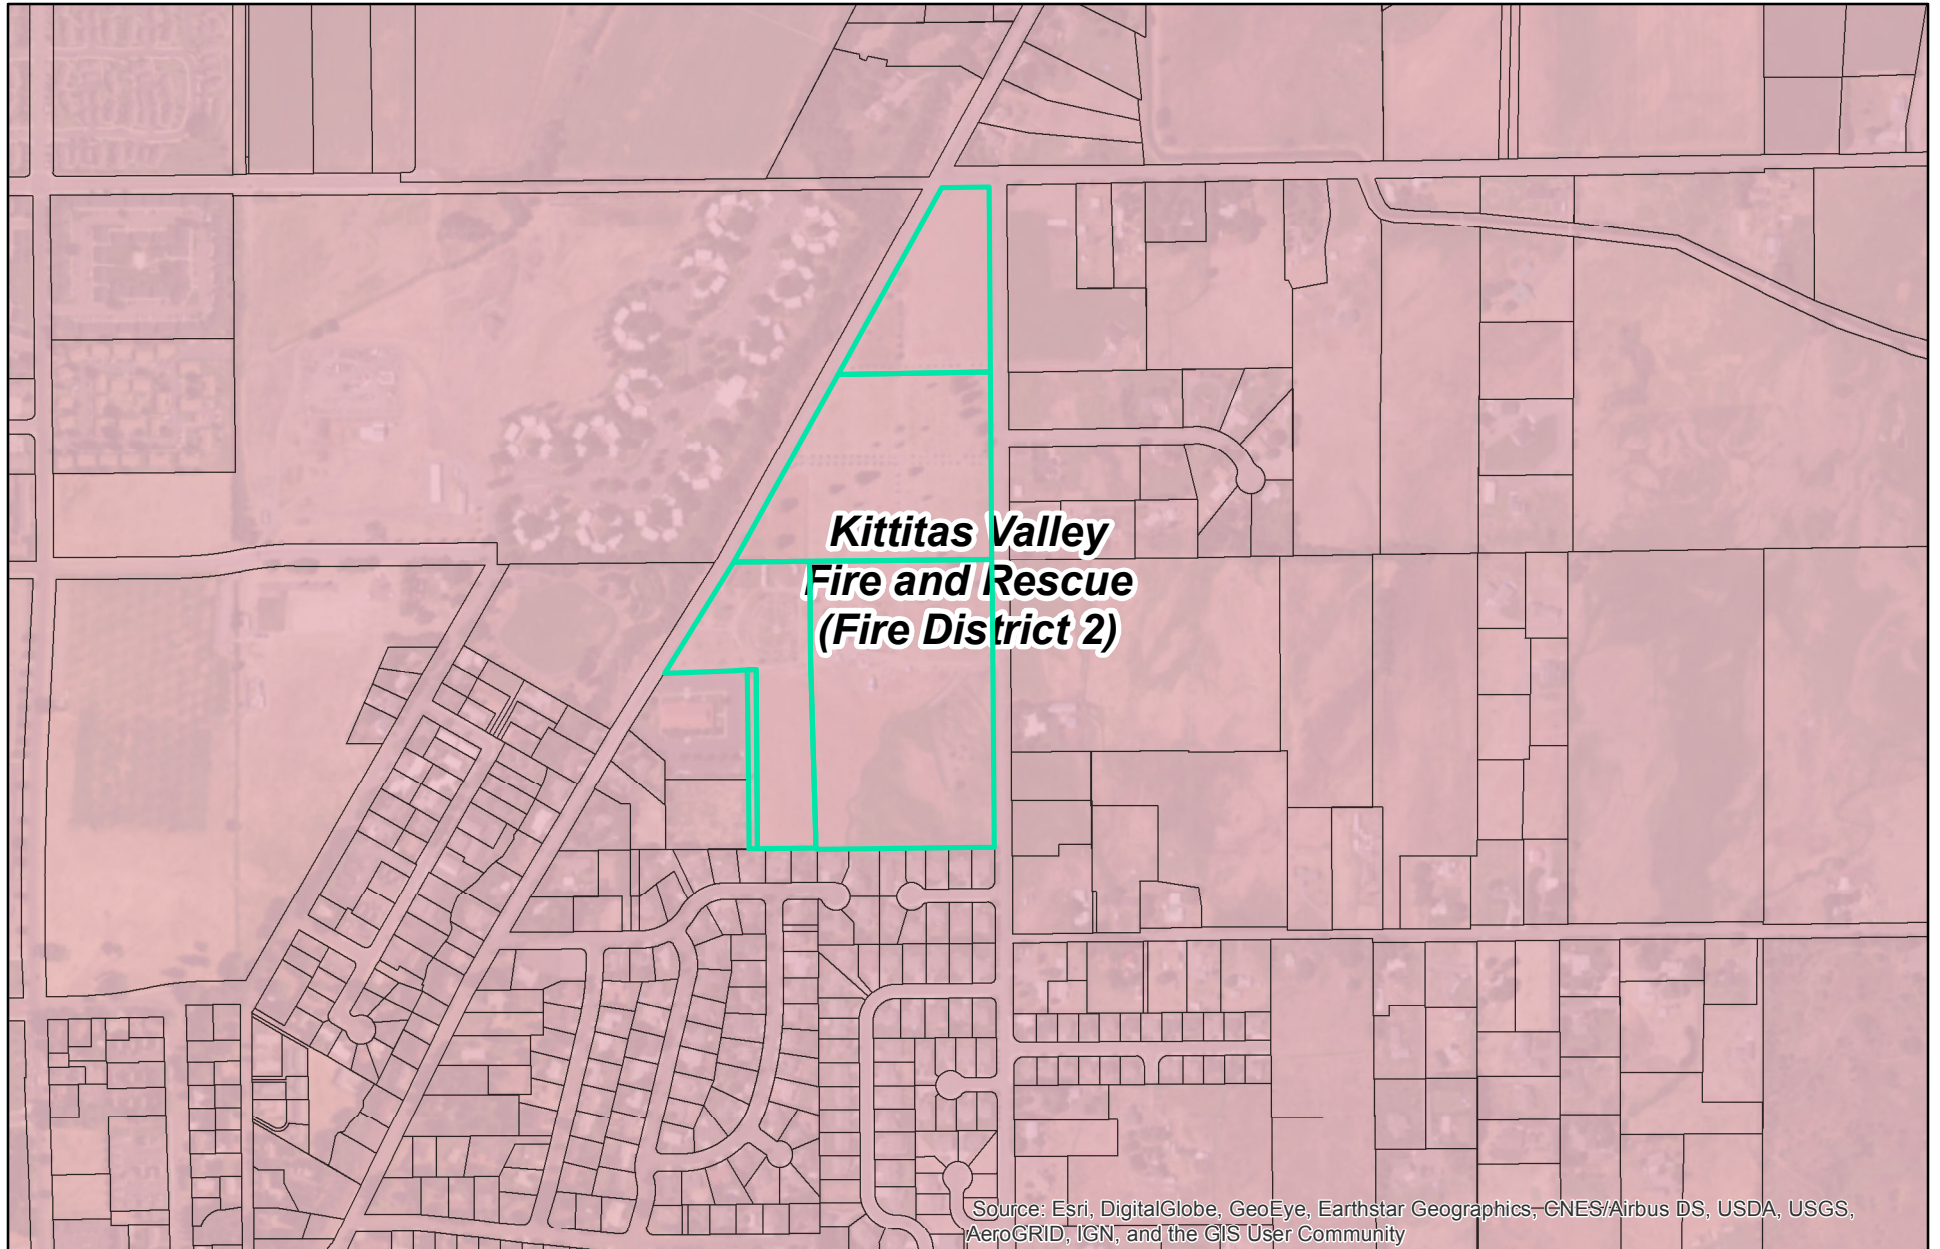 Kittitas Valley
Fire and Rescue
(Fire District 2)
Source: Esri, DigitalGlobe, GeoEye, Earthstar Geographics, CNES/Airbus DS, USDA, USGS,
AeroGRID, IGN, and the GIS User Community